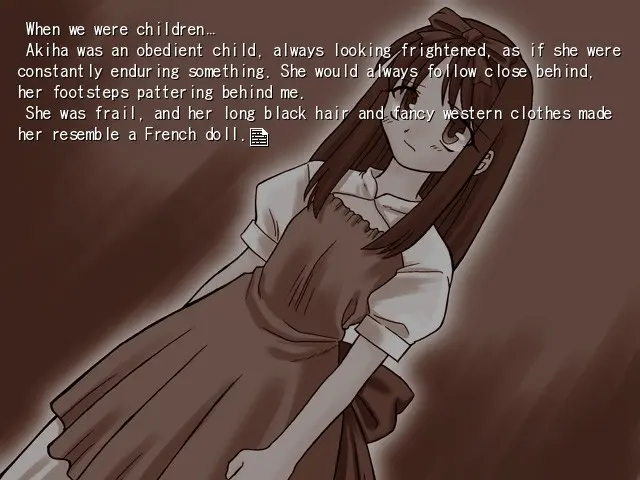 When we were children…
Akiha was an obedient child, always looking frightened, as if she were
constantly enduring something. She would always follow close behind,
her footsteps pattering behind me.
She was frail, and her long black hair and fancy western clothes made
her resemble a French doll.